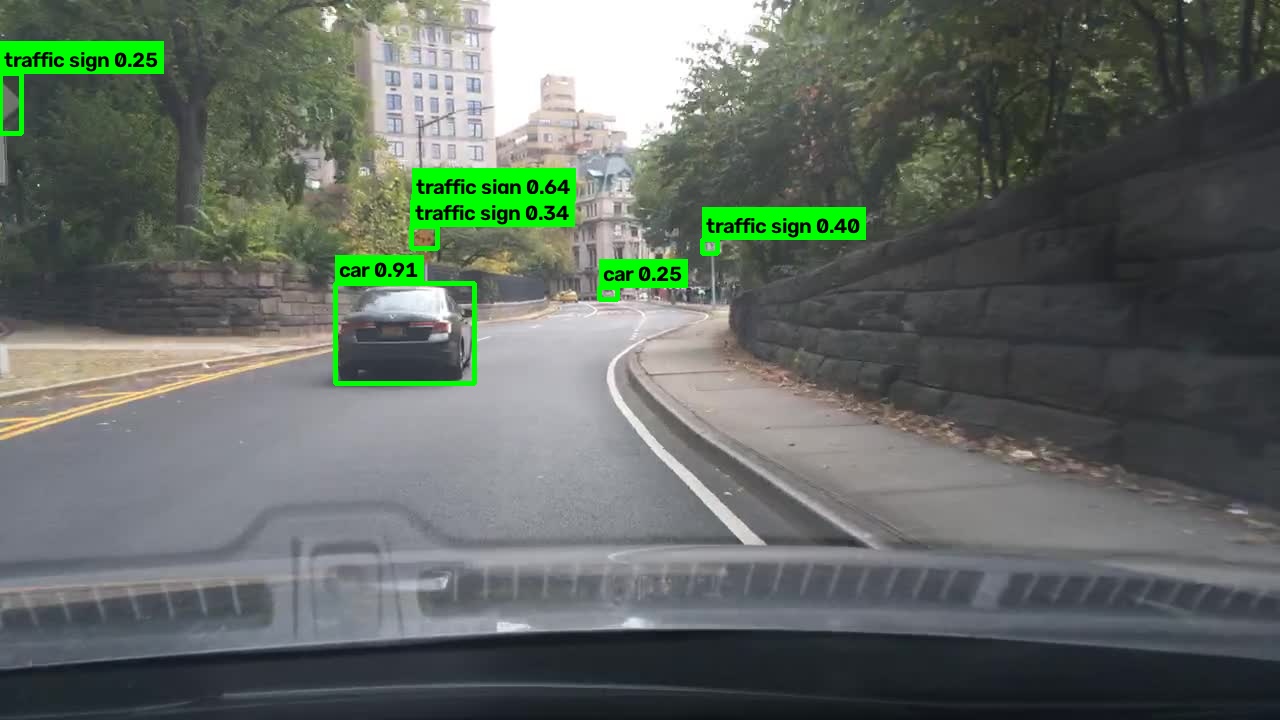 traffic sign 0.25
traffic sign 0.64
traffic sign 0.34
traffic sign 0.40
car 0.91
car 0.25